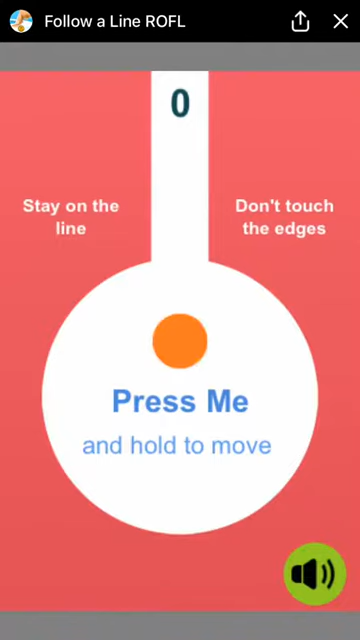 Follow a Line ROFL
0
Stay on the
line
Don't touch
the edges
Press Me
and hold to move